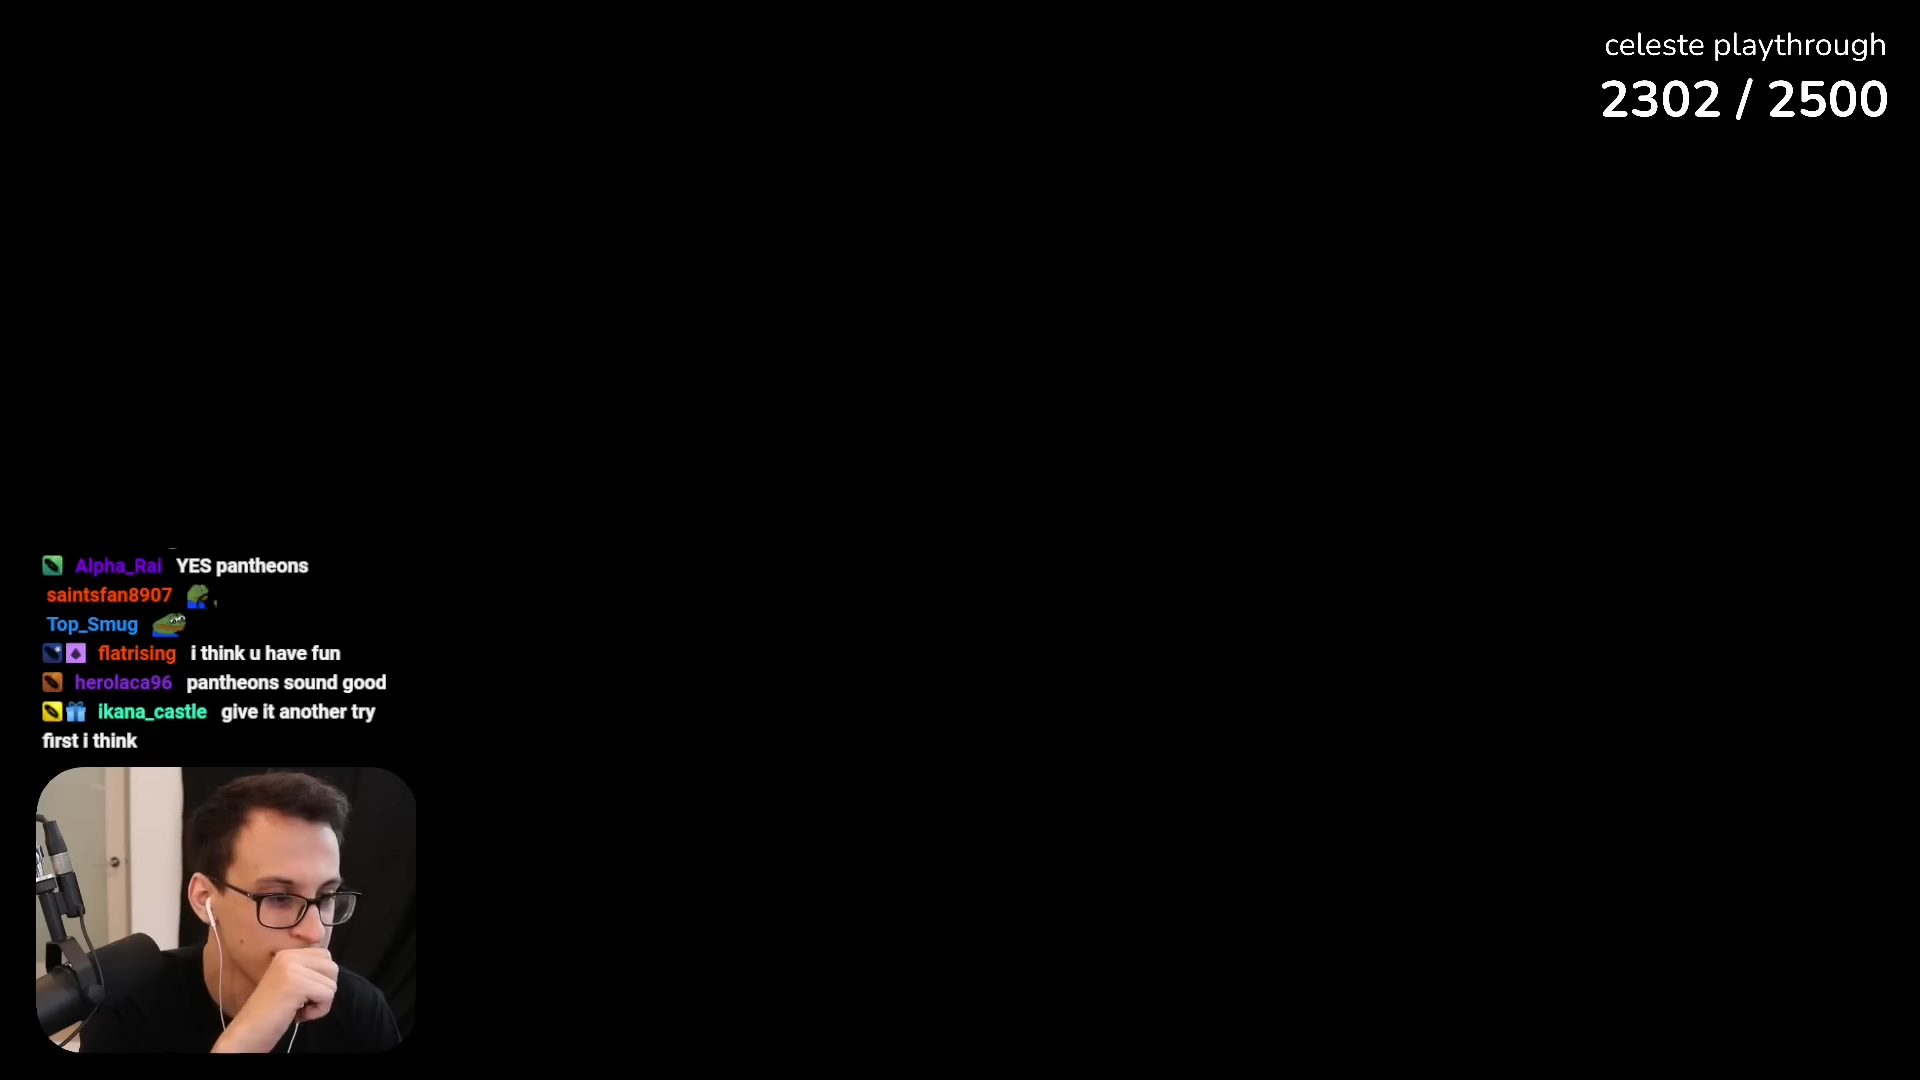 celeste playthrough
2302 / 2500
Alpha_Rai YES pantheons
saintsfan8907
Top_Smug
flatrising i think u have fun
herolaca96 pantheons sound good
ikana_castle give it another try
first i think